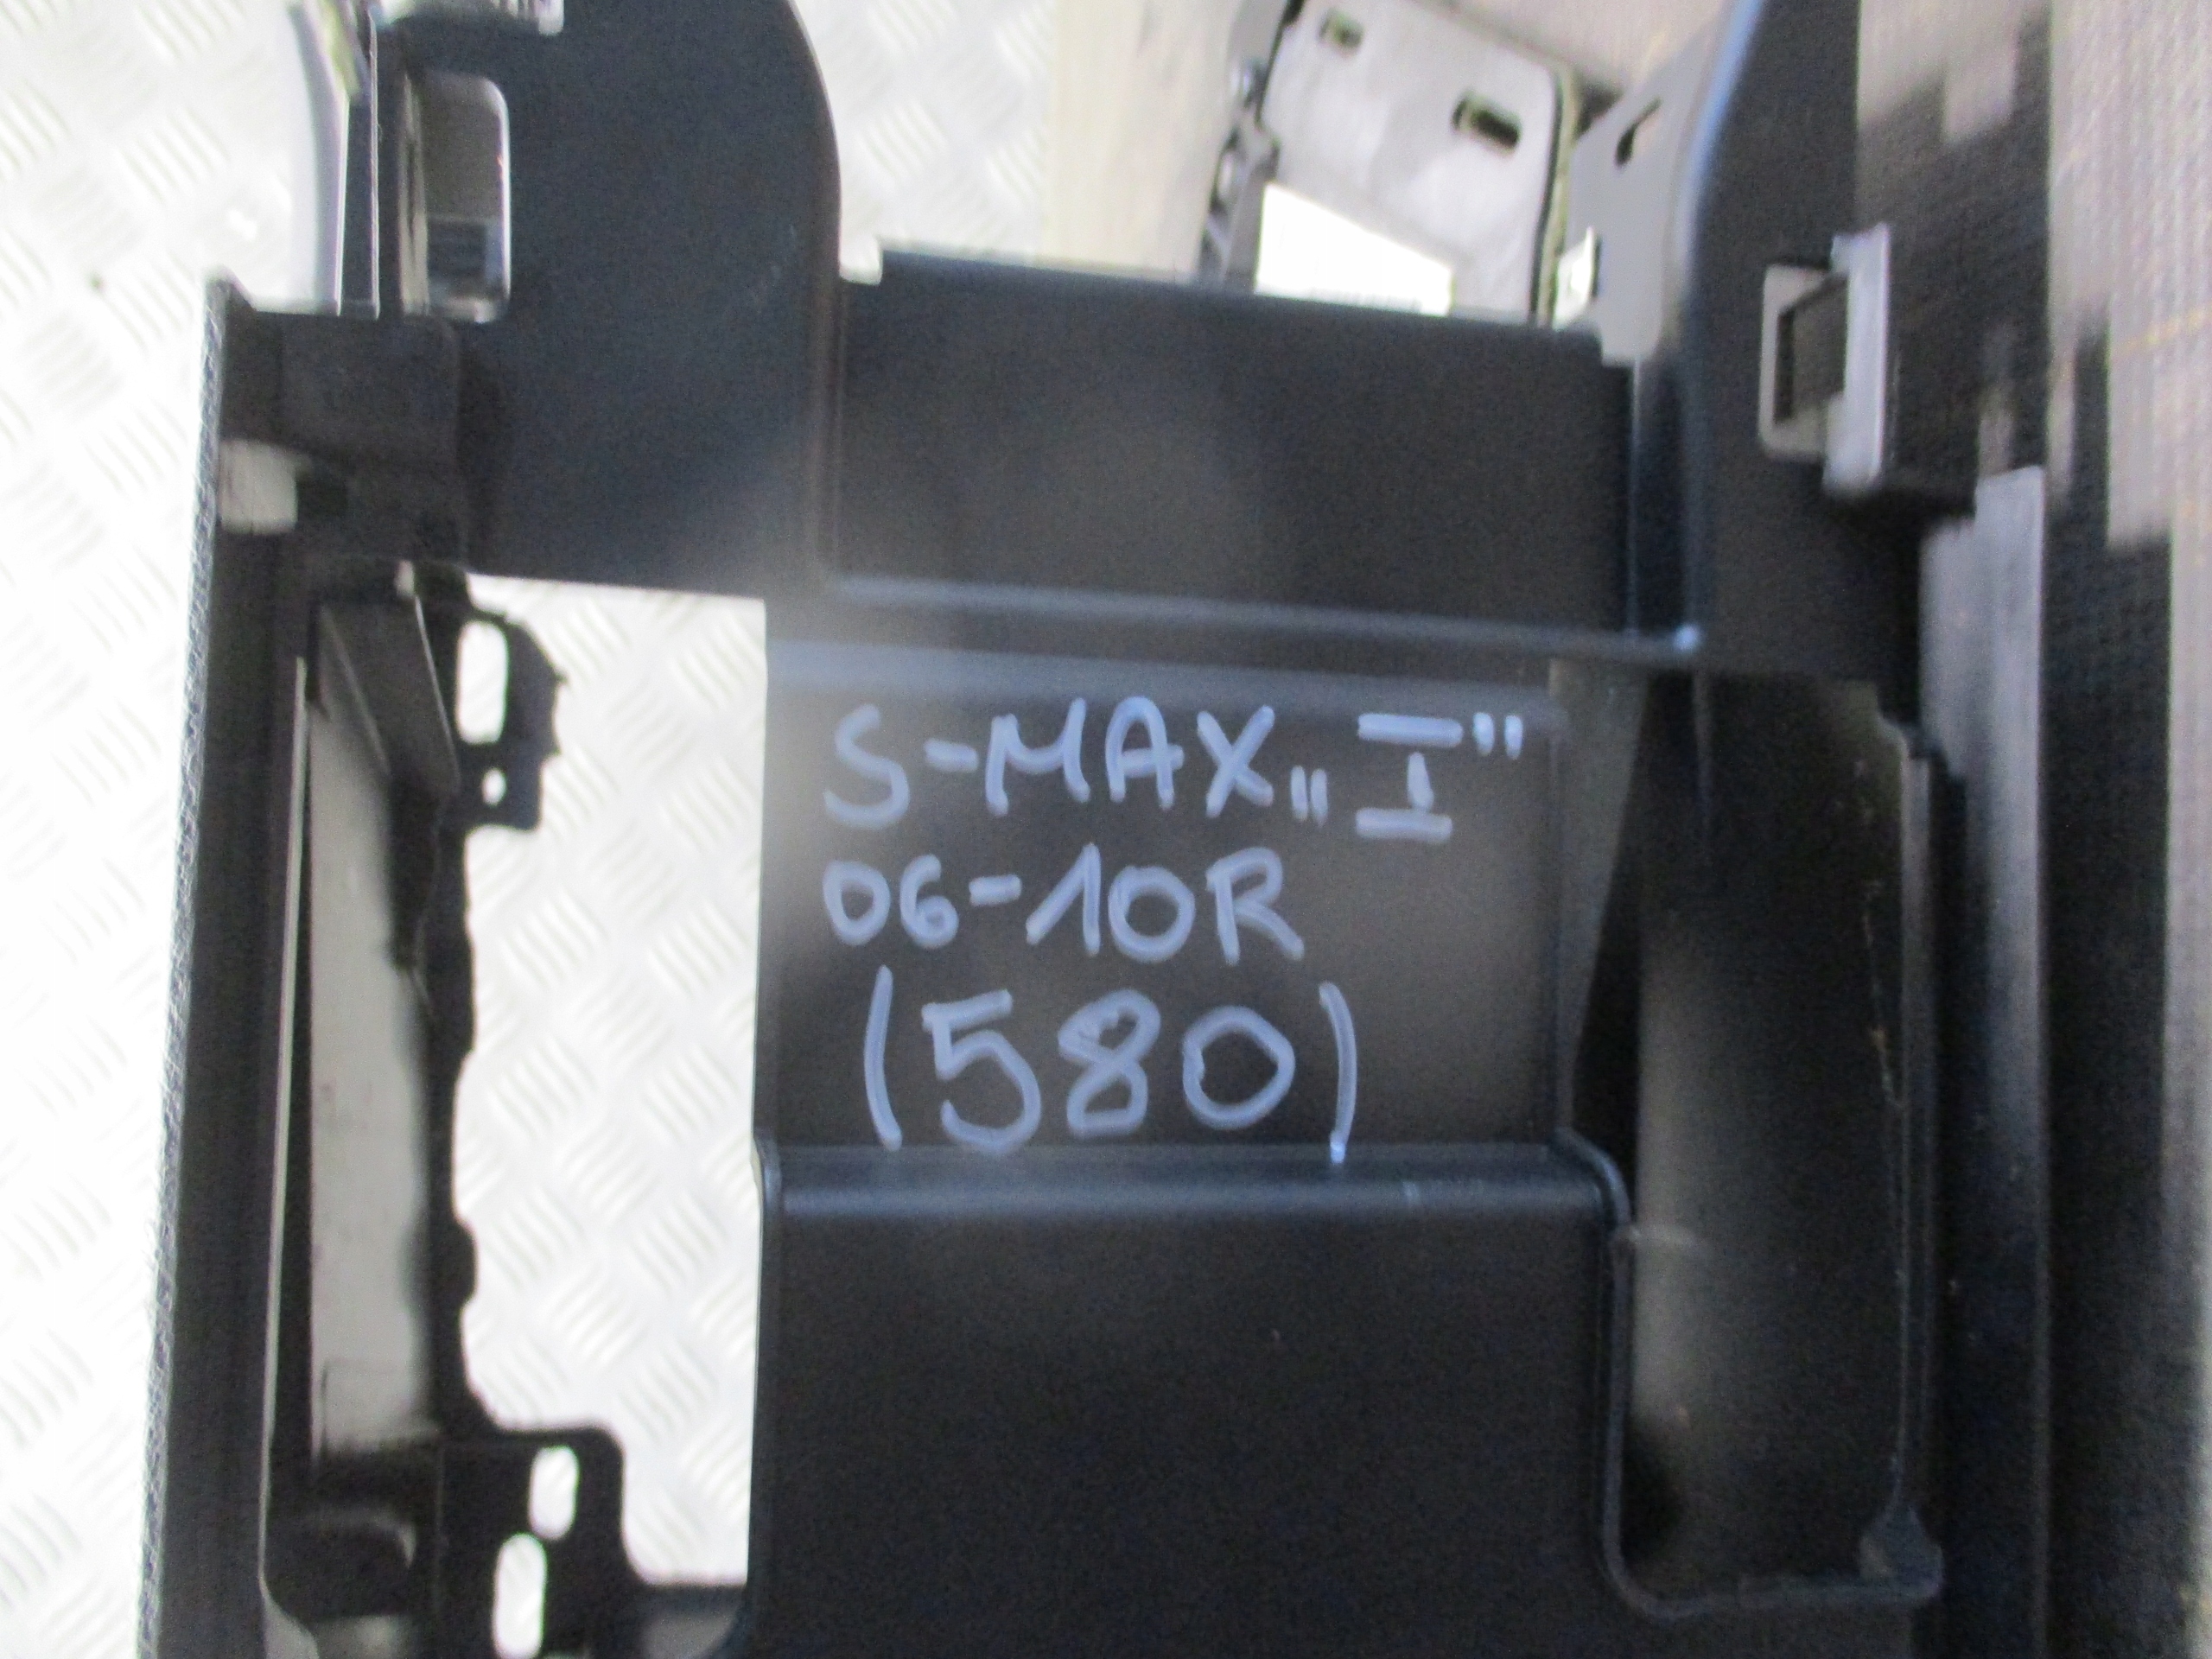 S-MAX „I"
06-10R
(580)